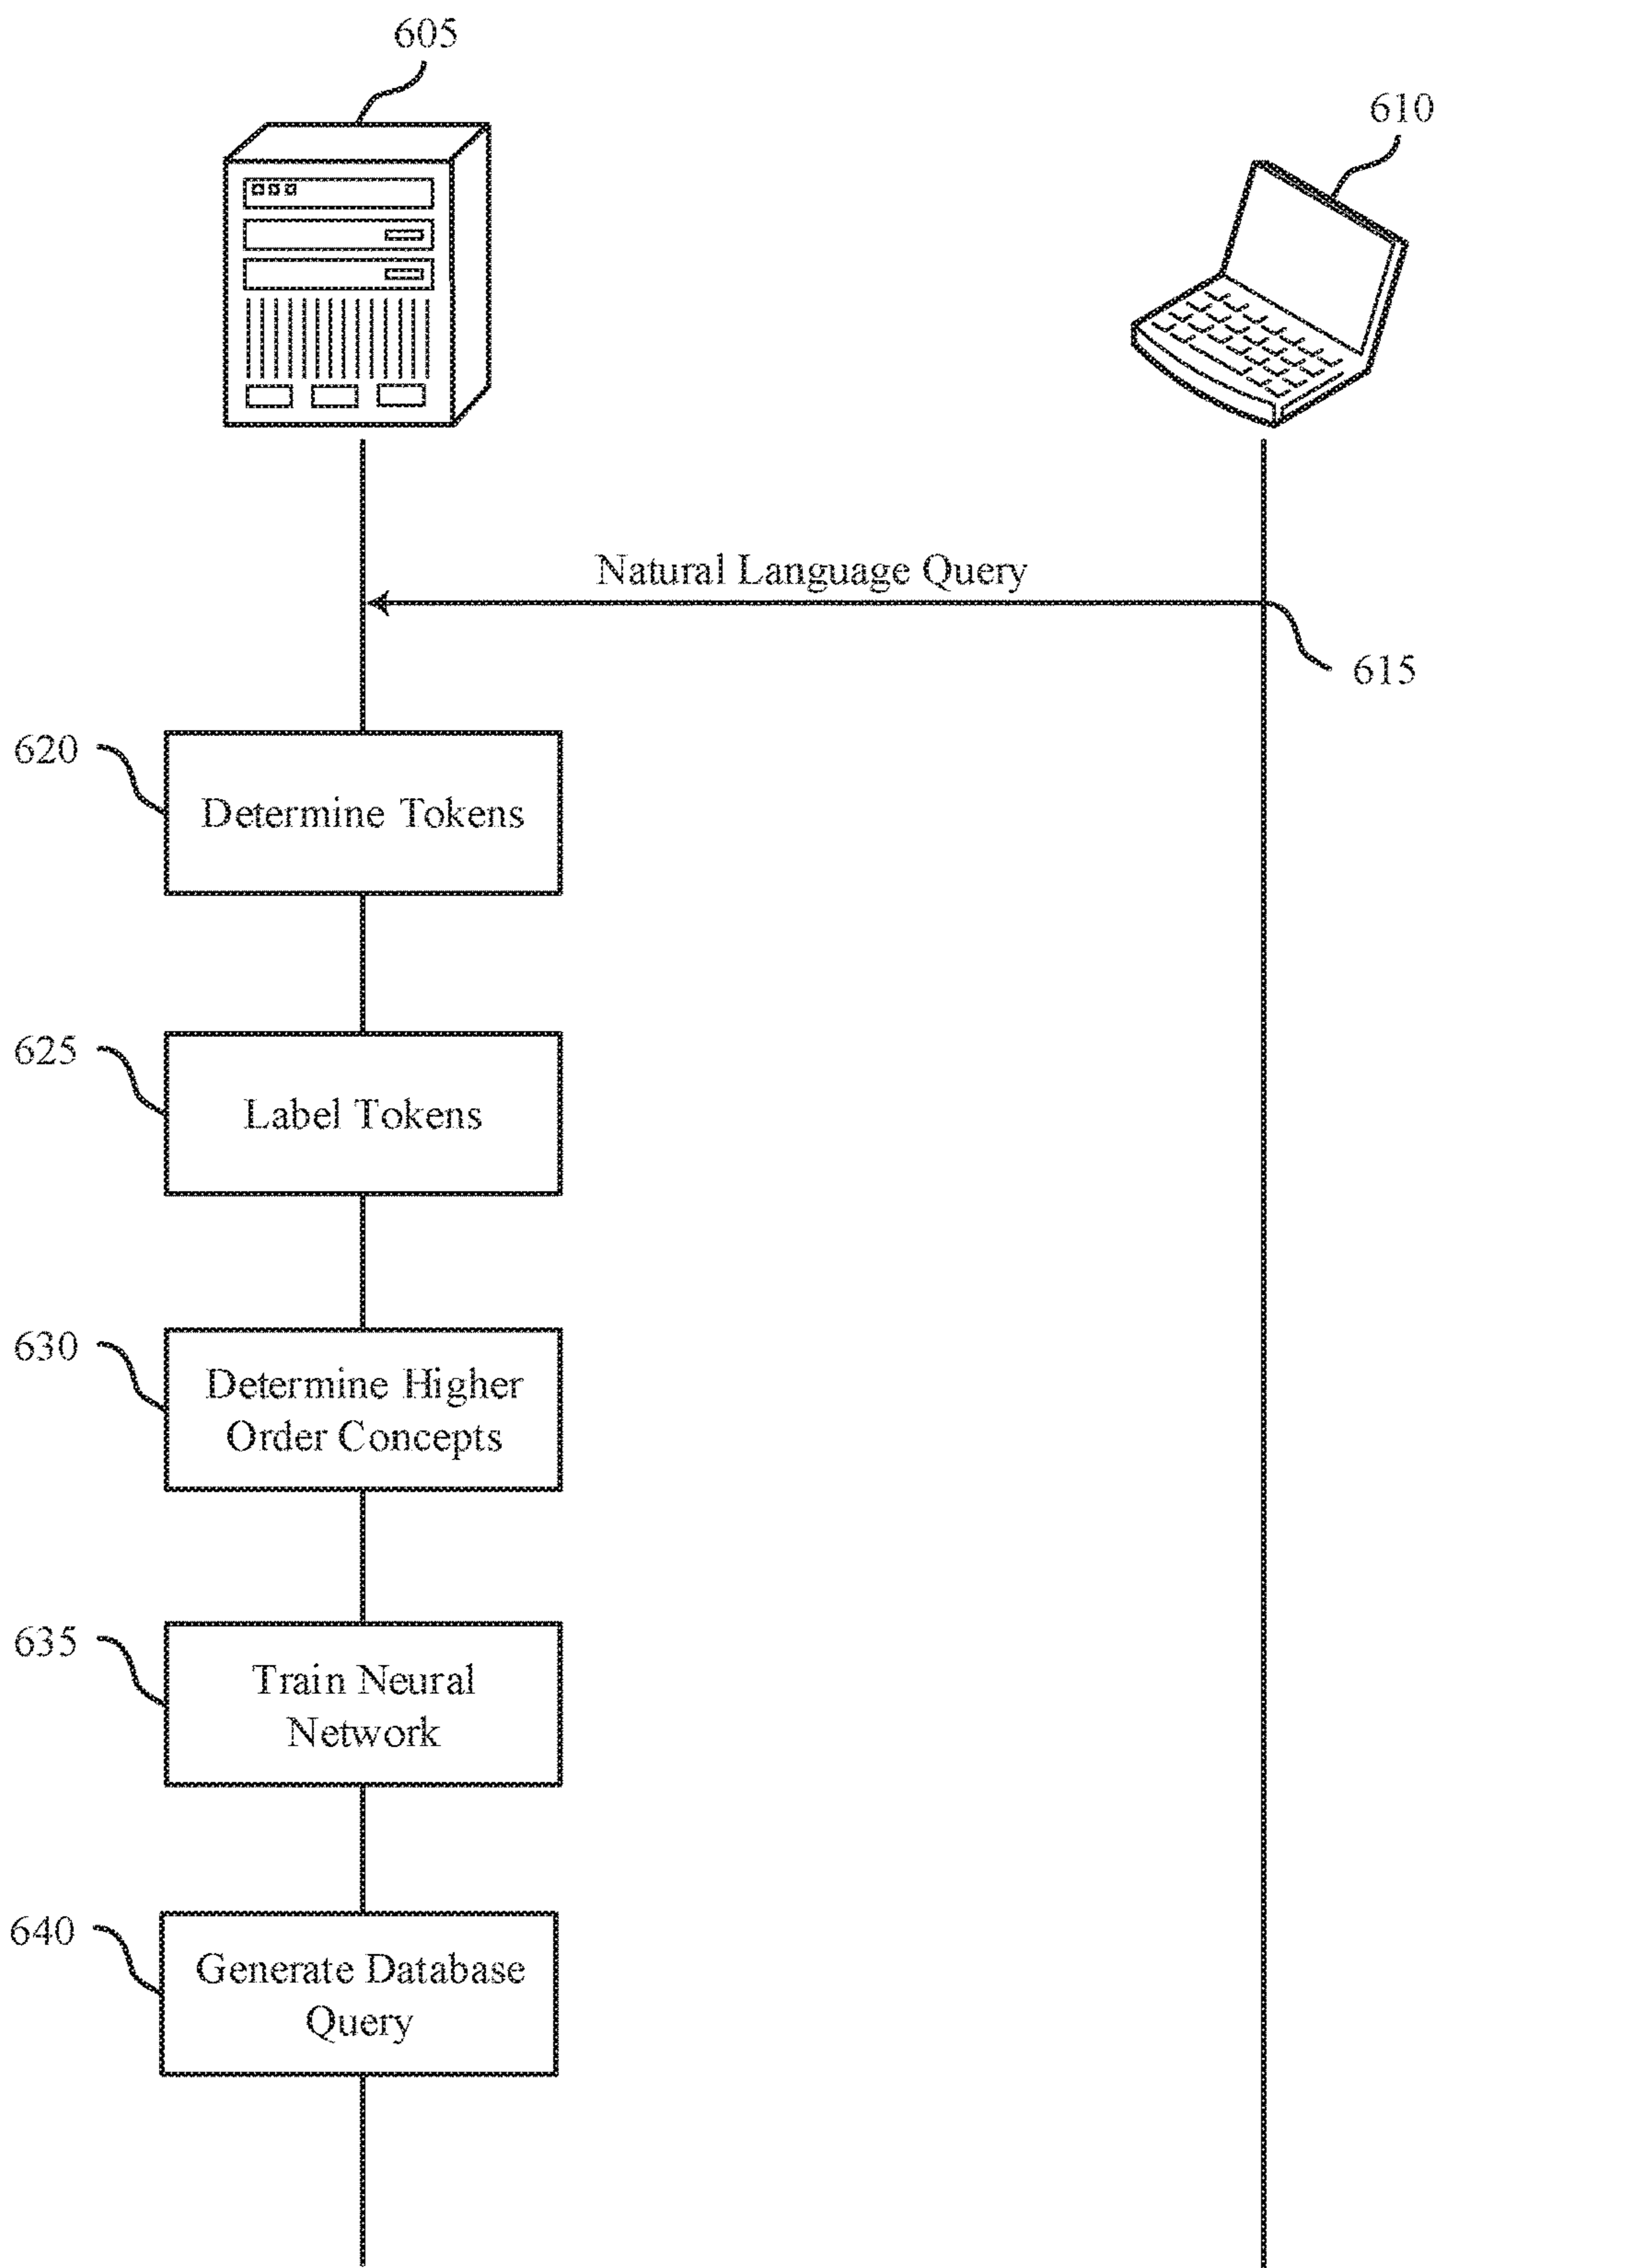 605
610
Natural Language Query
615
620
Determine Tokens
625
Label Tokens
630
Determine Higher
Order Concepts
635
Train Neural
Network
640
Generate Database
Query